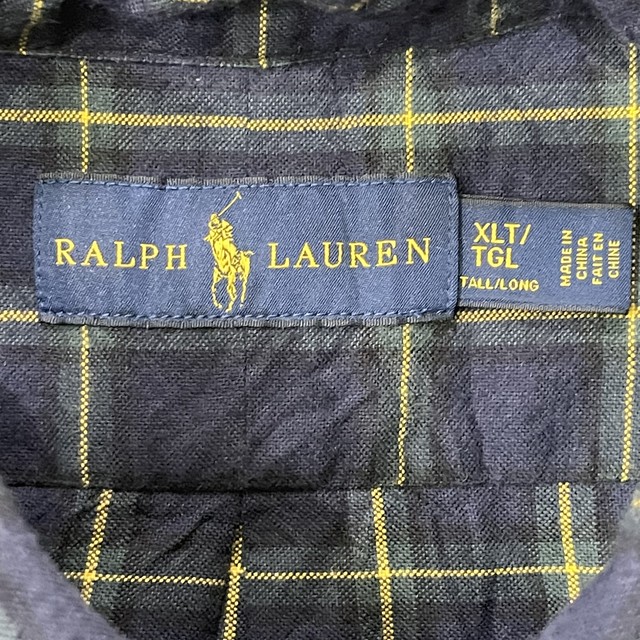 RALPH LAUREN
XLT/
TGL
TALL/LONG
MADE IN
CHINA
FAIT EN
CHINE